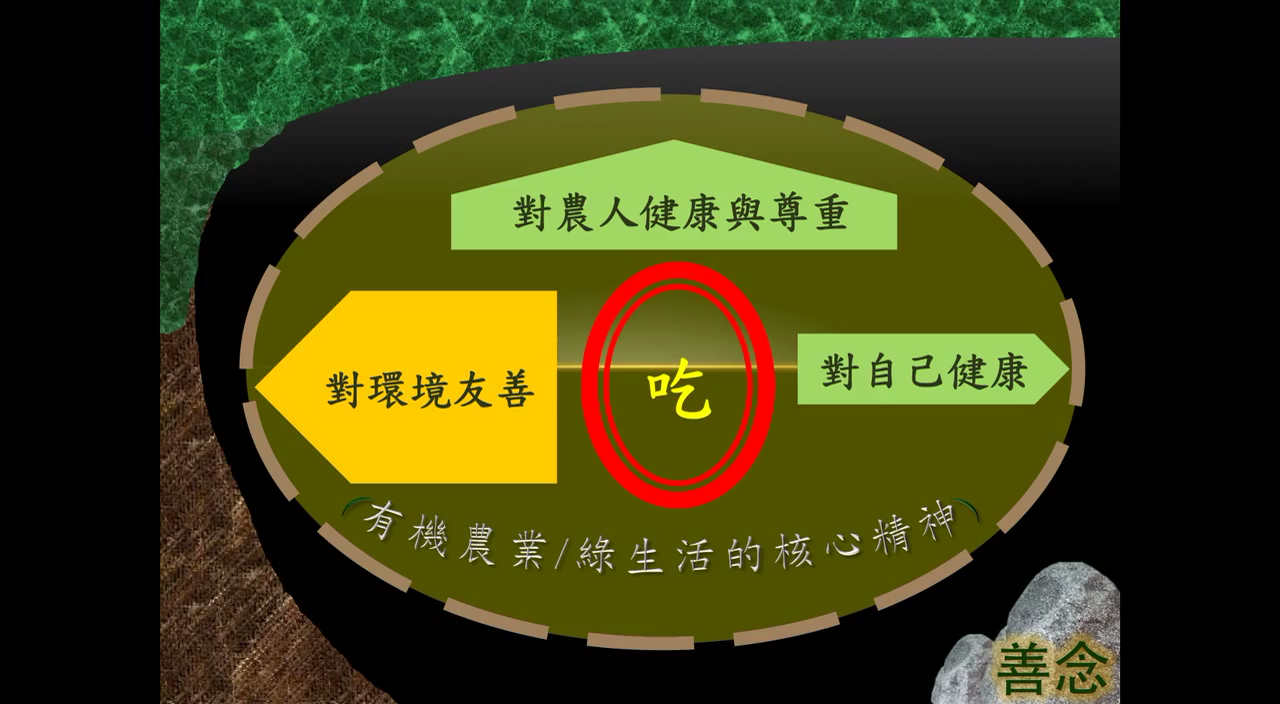 對農人健康與尊重
對環境友善
吃
對自己健康
(有機農業/綠生活的核心精神)
善念